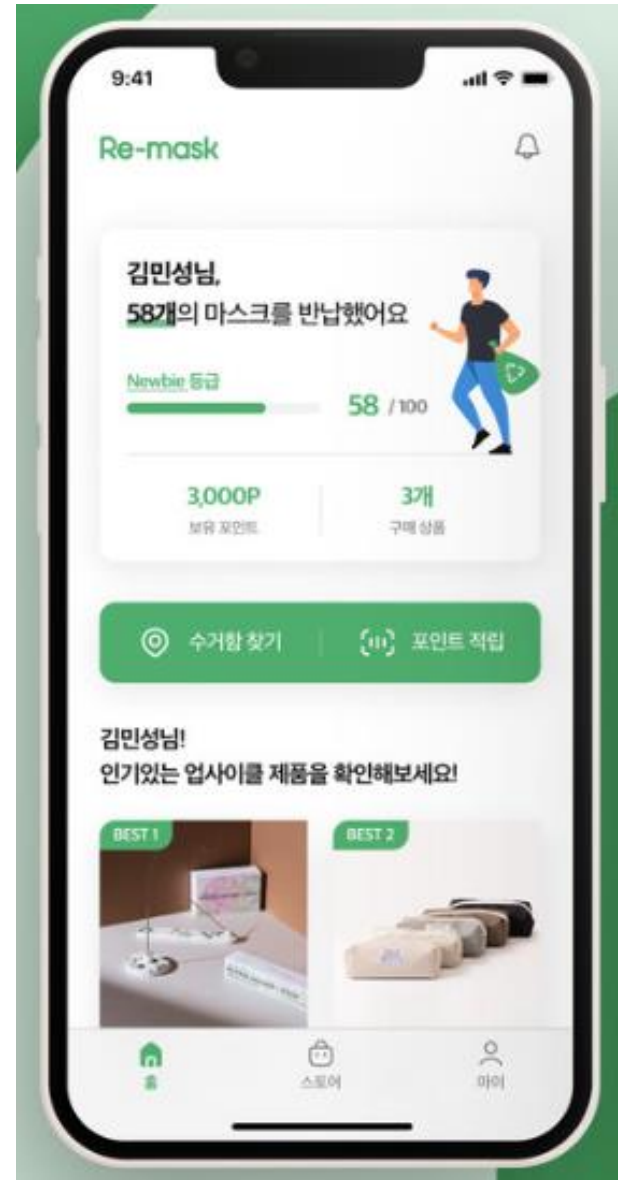 9:41
Re-mask
김민성님,
58개의 마스크를 반납했어요
Newbie 등급
58 / 100
3,000P
보유 포인트
3개
구매 상품
수거함 찾기
포인트 적립
김민성님!
인기있는 업사이클 제품을 확인해보세요!
BEST 1
BEST 2
홈
스토어
마이